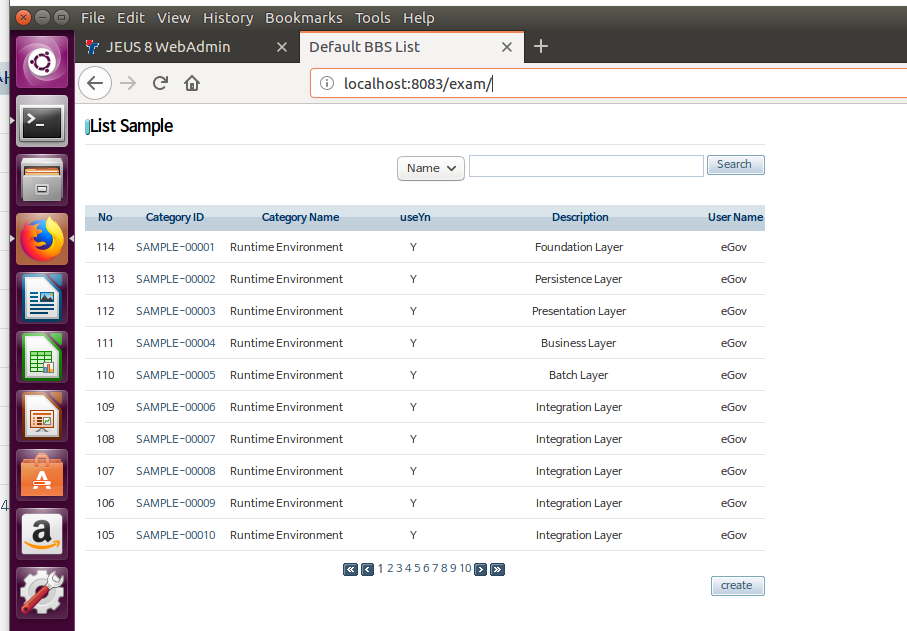 File Edit View History Bookmarks Tools Help
JEUS 8 WebAdmin Default BBS List
localhost:8083/exam/
List Sample
Name Search
No Category ID Category Name useYn Description User Name
114 SAMPLE-00001 Runtime Environment Y Foundation Layer eGov
113 SAMPLE-00002 Runtime Environment Y Persistence Layer eGov
112 SAMPLE-00003 Runtime Environment Y Presentation Layer eGov
111 SAMPLE-00004 Runtime Environment Y Business Layer eGov
110 SAMPLE-00005 Runtime Environment Y Batch Layer eGov
109 SAMPLE-00006 Runtime Environment Y Integration Layer eGov
108 SAMPLE-00007 Runtime Environment Y Integration Layer eGov
107 SAMPLE-00008 Runtime Environment Y Integration Layer eGov
106 SAMPLE-00009 Runtime Environment Y Integration Layer eGov
105 SAMPLE-00010 Runtime Environment Y Integration Layer eGov
1 2 3 4 5 6 7 8 9 10
create